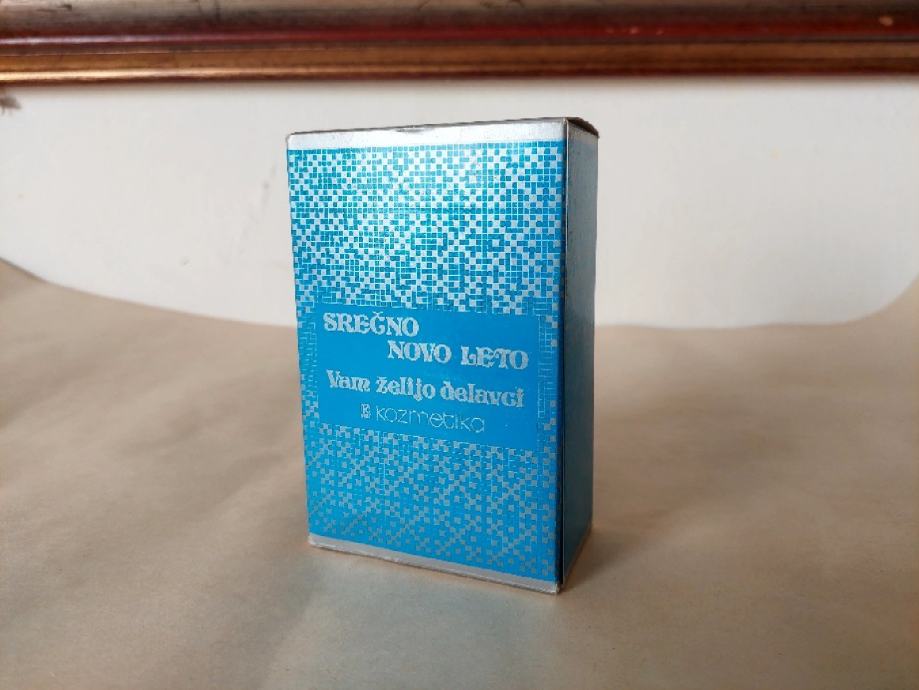 SREČNO
NOVO LETO
Vam želijo delavci
kozmetika